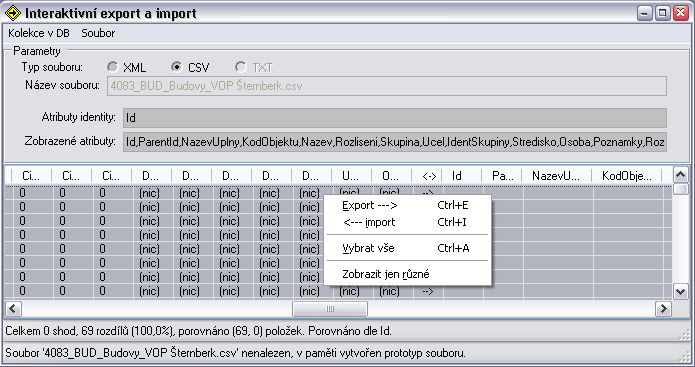 Interaktivní export a import
Kolekce v DB Soubor
Parametry
Typ souboru: XML CSV TXT
Název souboru: 4083_BUD_Budovy_VOP Šternberk.csv
Atributy identity: Id
Zobrazené atributy: Id,ParentId,NazevUplny,KodObjektu,Nazev,Rozliseni,Skupina,Ucel,IdentSkupiny,Stredisko,Osoba,Poznamky,Roz
Ci... Ci... Ci... D... D... D... D... D... U... O... <-> Id Pa... NazevU... KodObje...
0 0 0 (nic) (nic) (nic) (nic) (nic) (nic) (nic) -->
0 0 0 (nic) (nic) (nic) (nic) (nic)
Export ---> Ctrl+E
0 0 0 (nic) (nic) (nic) (nic) (nic)
<--- import Ctrl+I
0 0 0 (nic) (nic) (nic) (nic) (nic)
0 0 0 (nic) (nic) (nic) (nic) (nic)
Vybrat vše Ctrl+A
0 0 0 (nic) (nic) (nic) (nic) (nic)
0 0 0 (nic) (nic) (nic) (nic) (nic)
Zobrazit jen různé
0 0 0 (nic) (nic) (nic) (nic) (nic) (nic) (nic) -->
Celkem 0 shod, 69 rozdílů (100,0%), porovnáno (69, 0) položek. Porovnáno dle Id.
Soubor '4083_BUD_Budovy_VOP Šternberk.csv' nenalezen, v paměti vytvořen prototyp souboru.